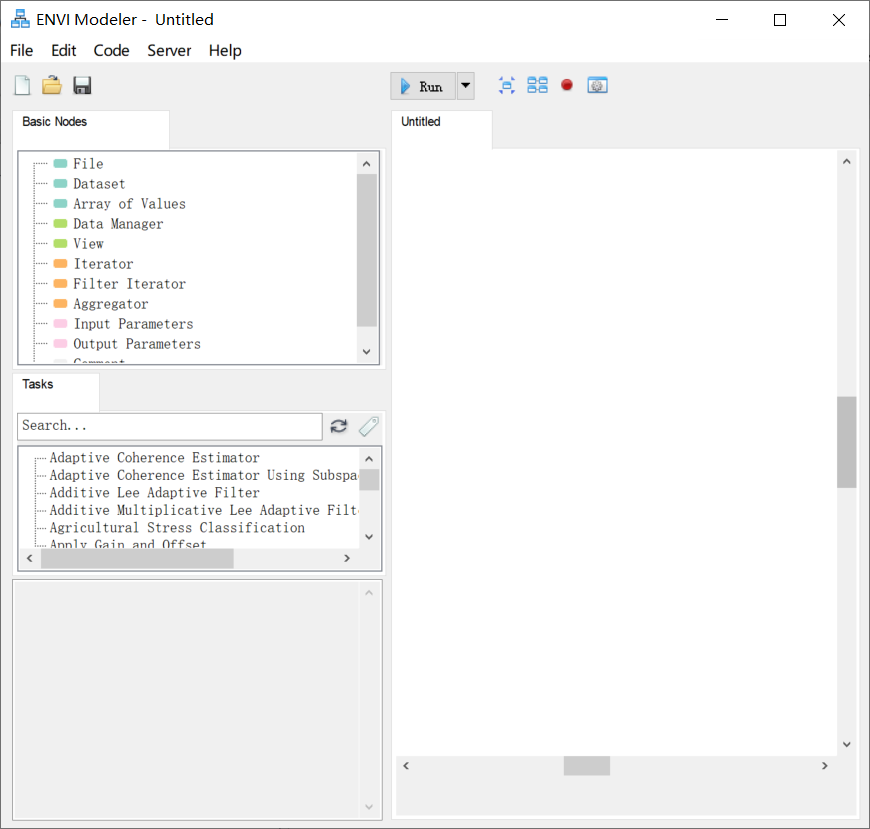 ENVI Modeler - Untitled
File Edit Code Server Help
Run
Basic Nodes
Untitled
File
Dataset
Array of Values
Data Manager
View
Iterator
Filter Iterator
Aggregator
Input Parameters
Output Parameters
Comment
Tasks
Search...
Adaptive Coherence Estimator
Adaptive Coherence Estimator Using Subspa
Additive Lee Adaptive Filter
Additive Multiplicative Lee Adaptive Filt
Agricultural Stress Classification
Apply Gain and Offset